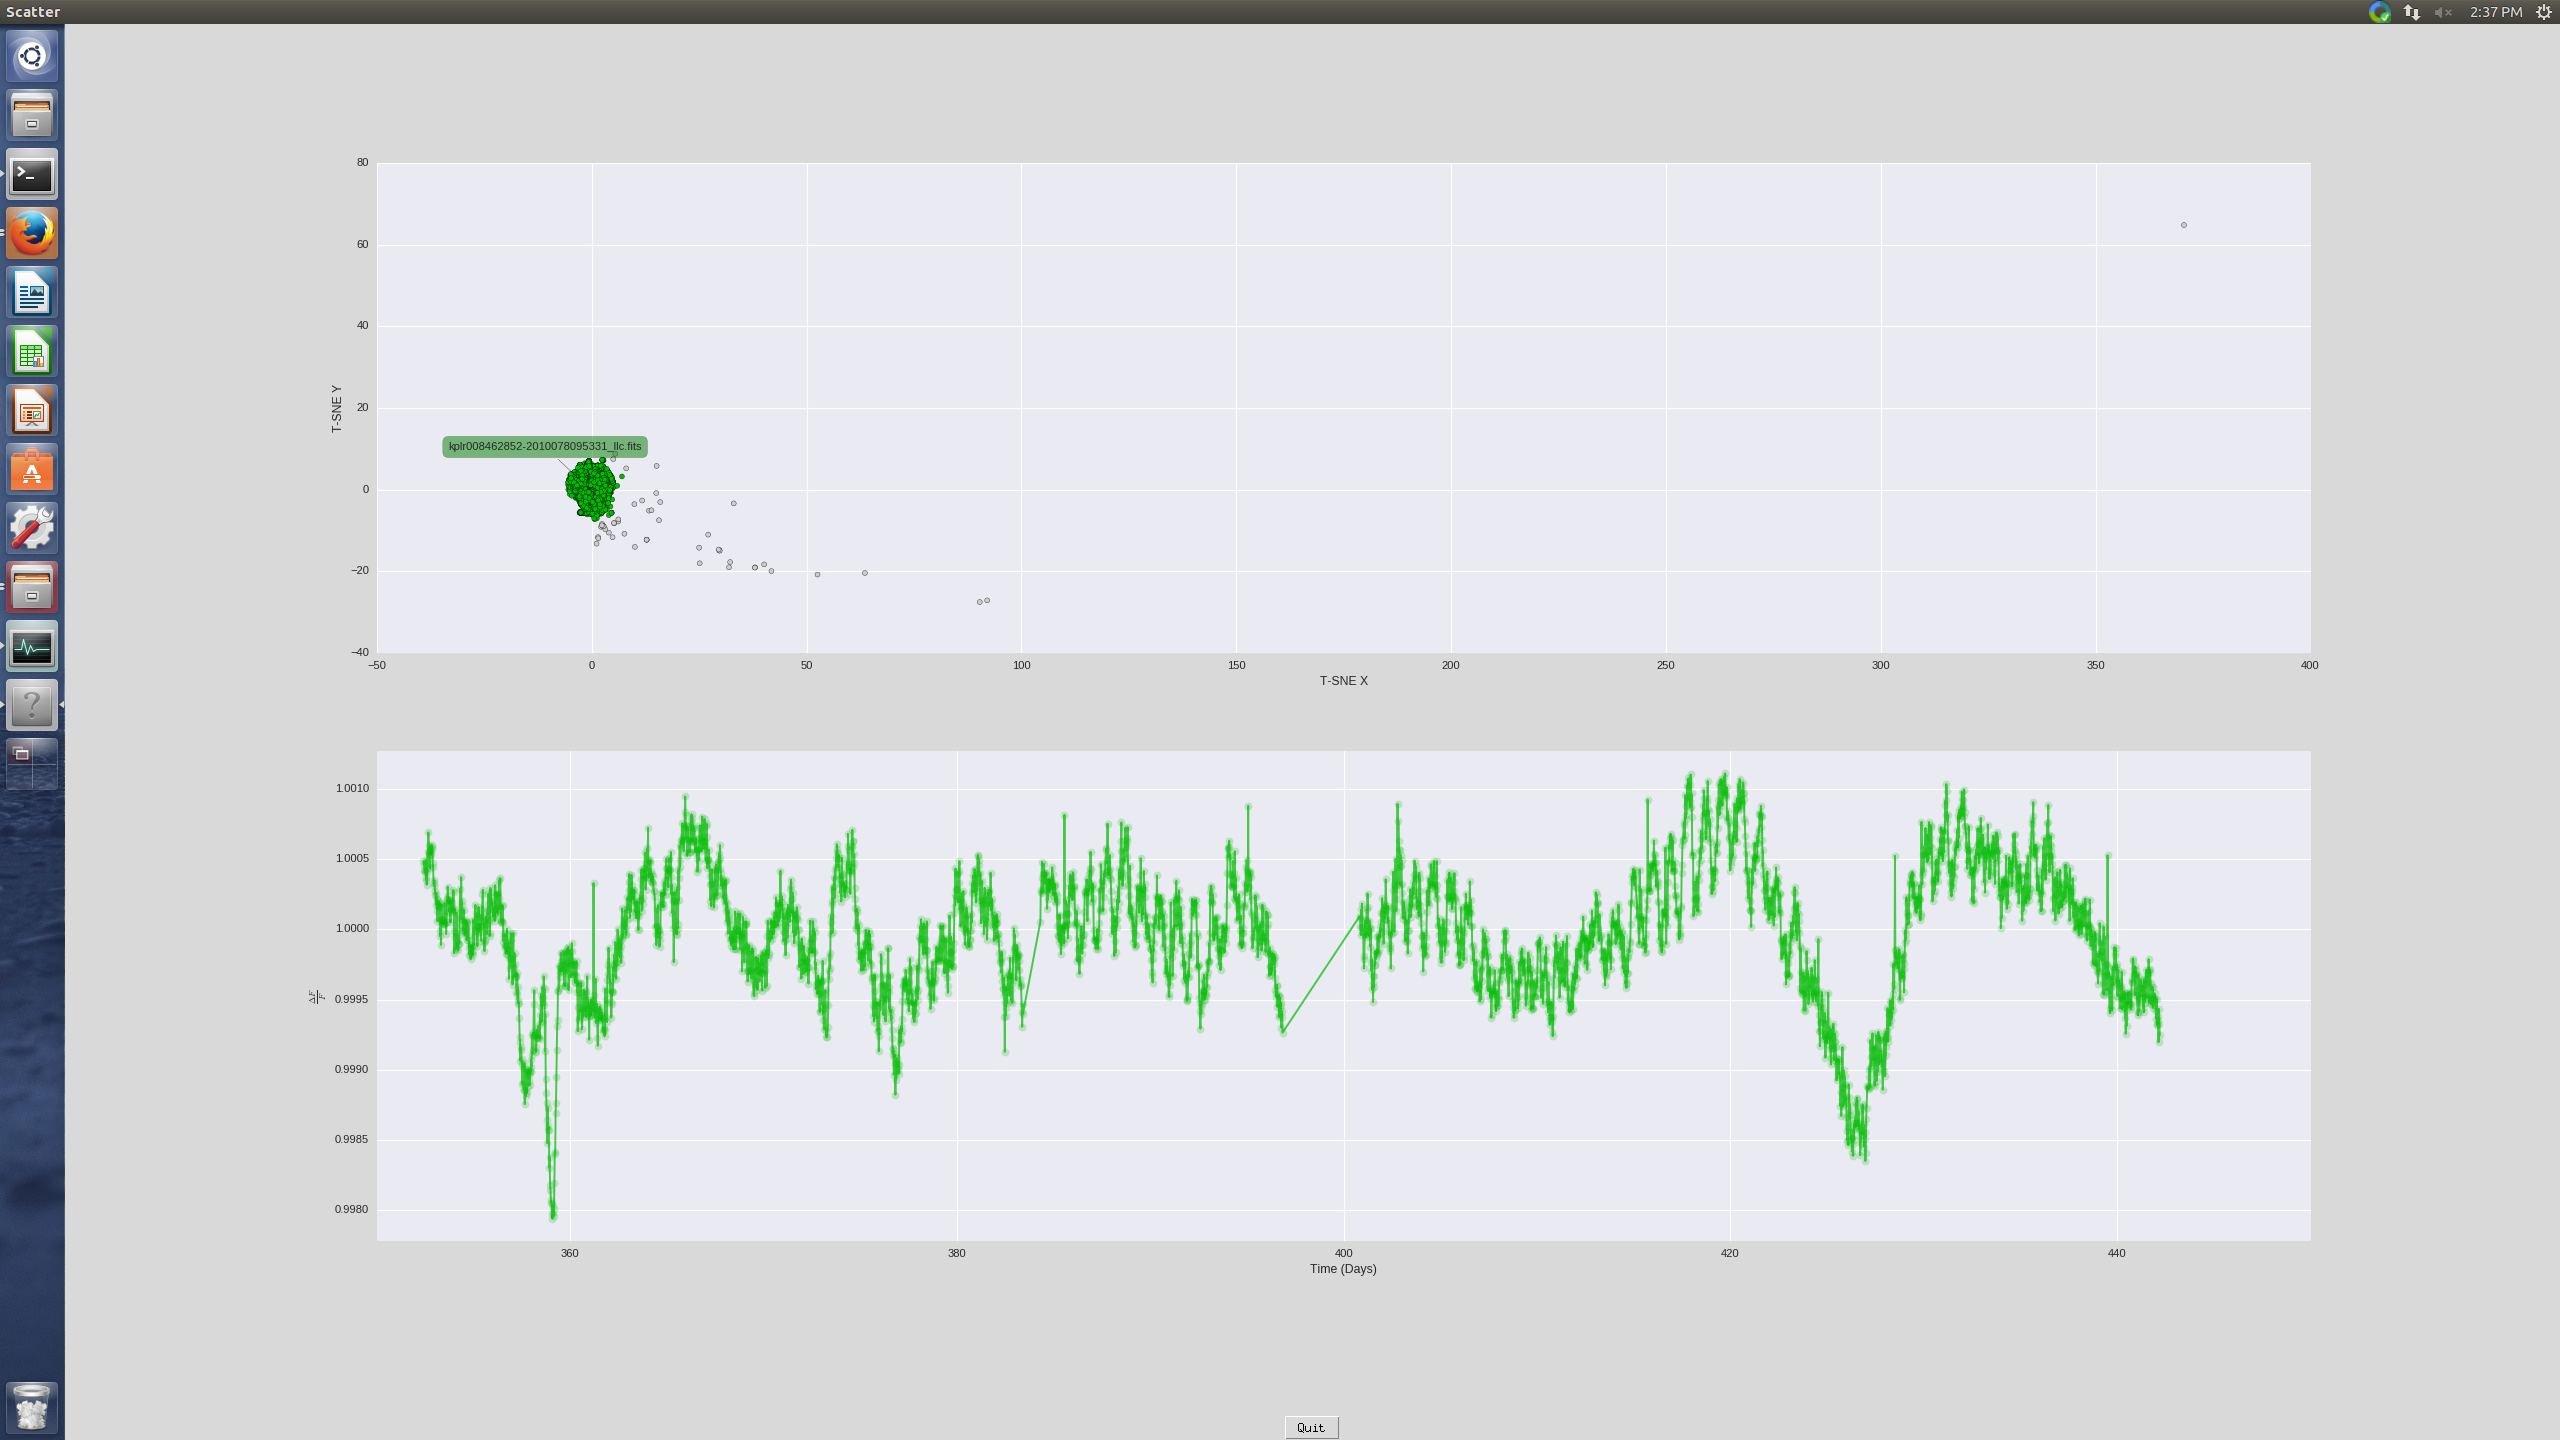 Scatter
2:37 PM
80
60
40
20
0
−20
−40
T-SNE Y
kplr008462852-2010078095331_llc.fits
−50 0 50 100 150 200 250 300 350 400
T-SNE X
1.0010
1.0005
1.0000
0.9995
0.9990
0.9985
0.9980
ΔF
F
360 380 400 420 440
Time (Days)
Quit